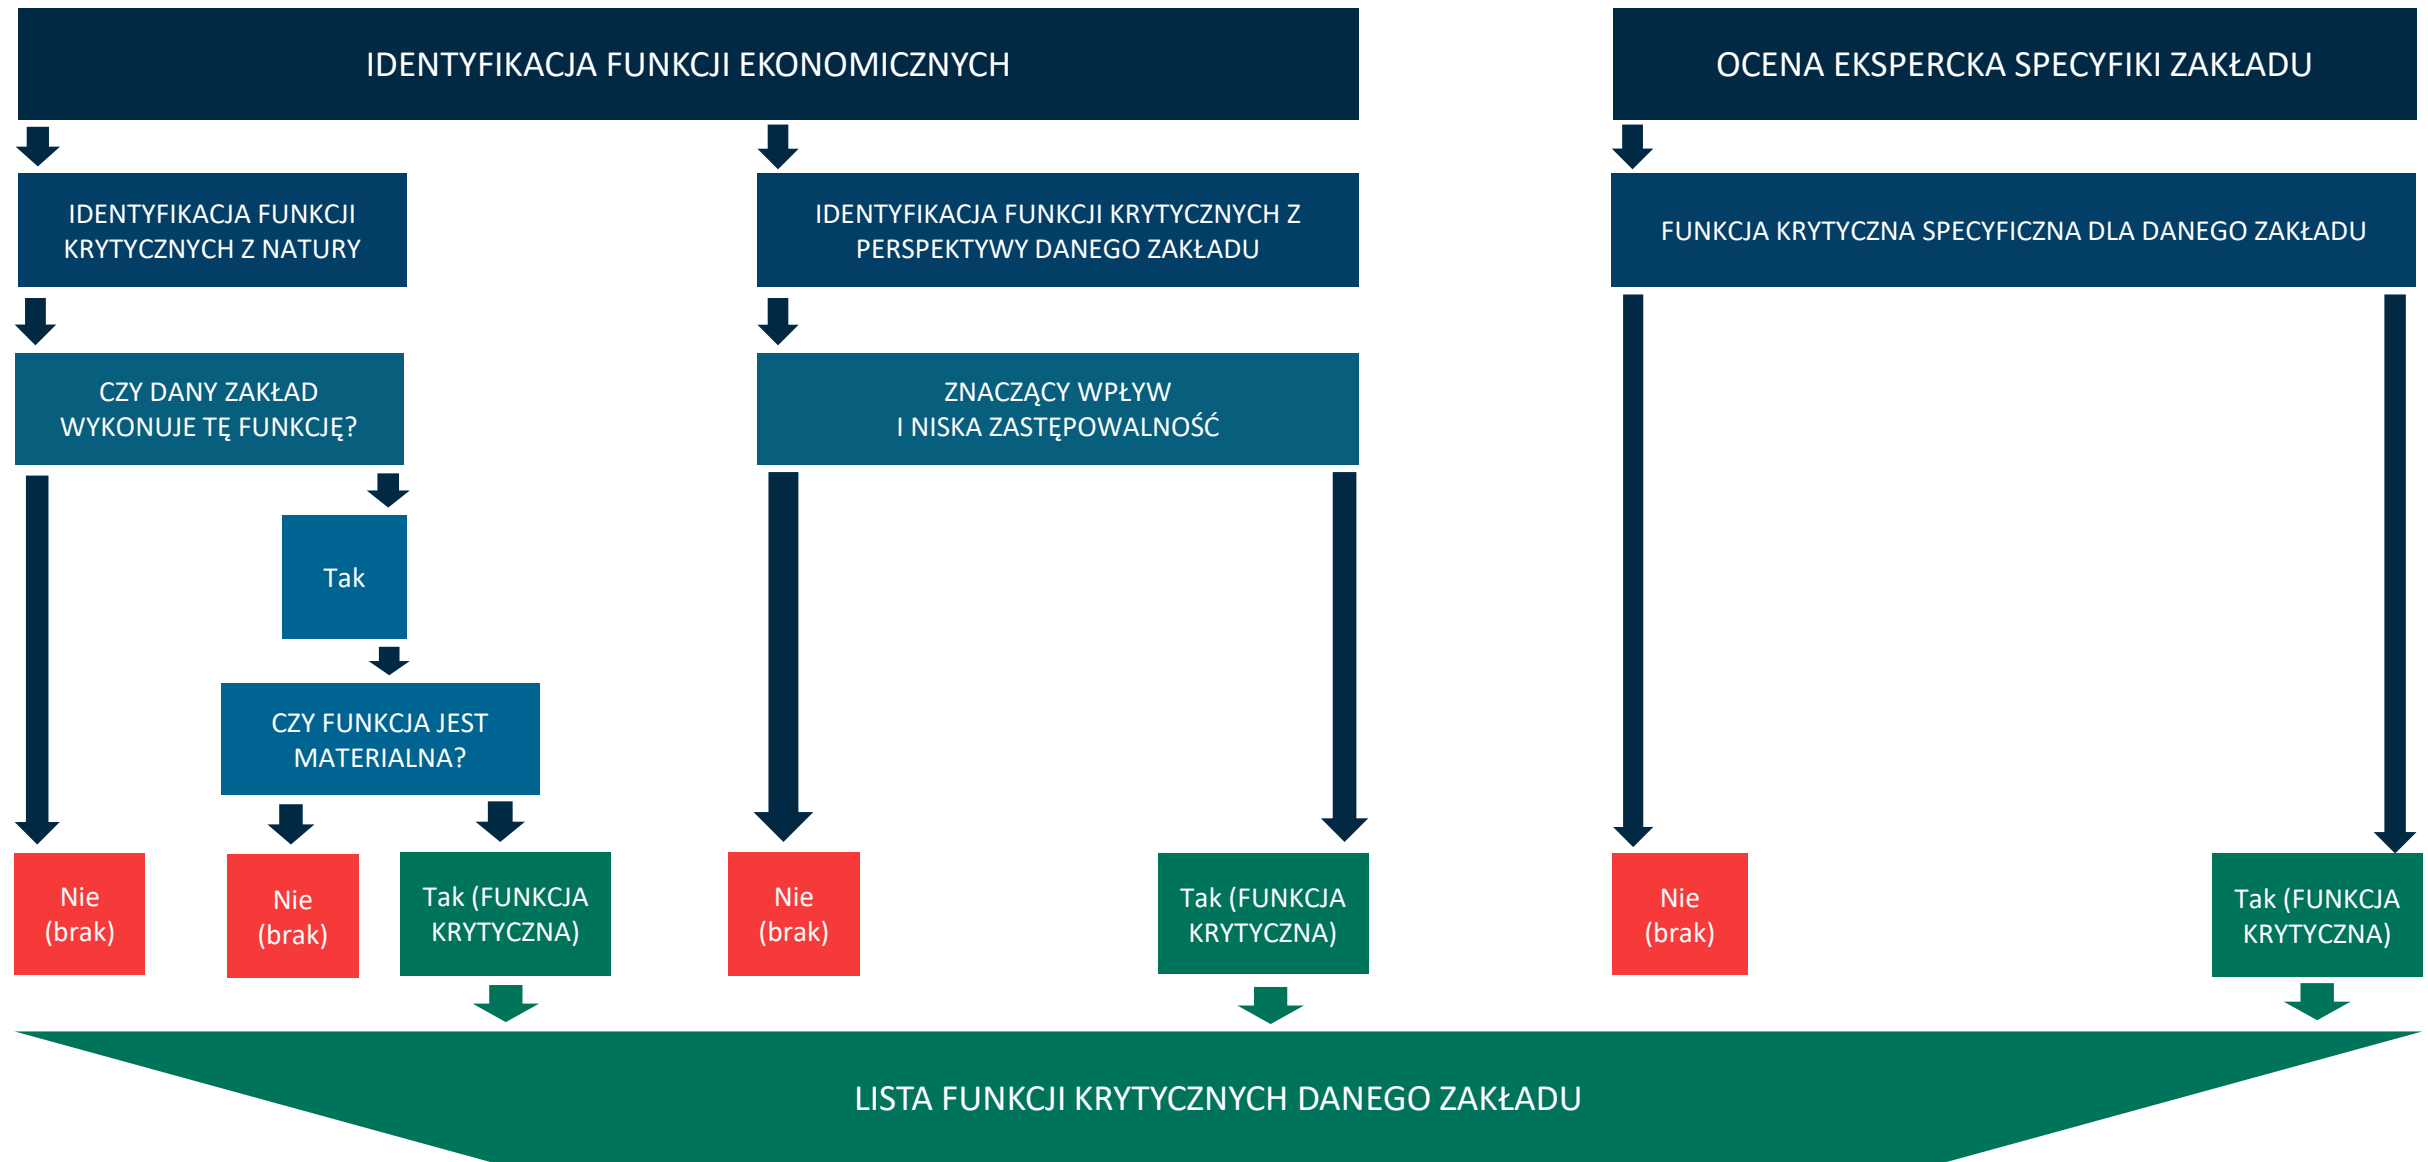 IDENTYFIKACJA FUNKCJI EKONOMICZNYCH
OCENA EKSPERCKA SPECYFIKI ZAKŁADU
IDENTYFIKACJA FUNKCJI
KRYTYCZNYCH Z NATURY
IDENTYFIKACJA FUNKCJI KRYTYCZNYCH Z
PERSPEKTYWY DANEGO ZAKŁADU
FUNKCJA KRYTYCZNA SPECYFICZNA DLA DANEGO ZAKŁADU
CZY DANY ZAKŁAD
WYKONUJE TĘ FUNKCJĘ?
ZNACZĄCY WPŁYW
I NISKA ZASTĘPOWALNOŚĆ
Tak
CZY FUNKCJA JEST
MATERIALNA?
Nie
(brak)
Nie
(brak)
Tak (FUNKCJA
KRYTYCZNA)
Nie
(brak)
Tak (FUNKCJA
KRYTYCZNA)
Nie
(brak)
Tak (FUNKCJA
KRYTYCZNA)
LISTA FUNKCJI KRYTYCZNYCH DANEGO ZAKŁADU